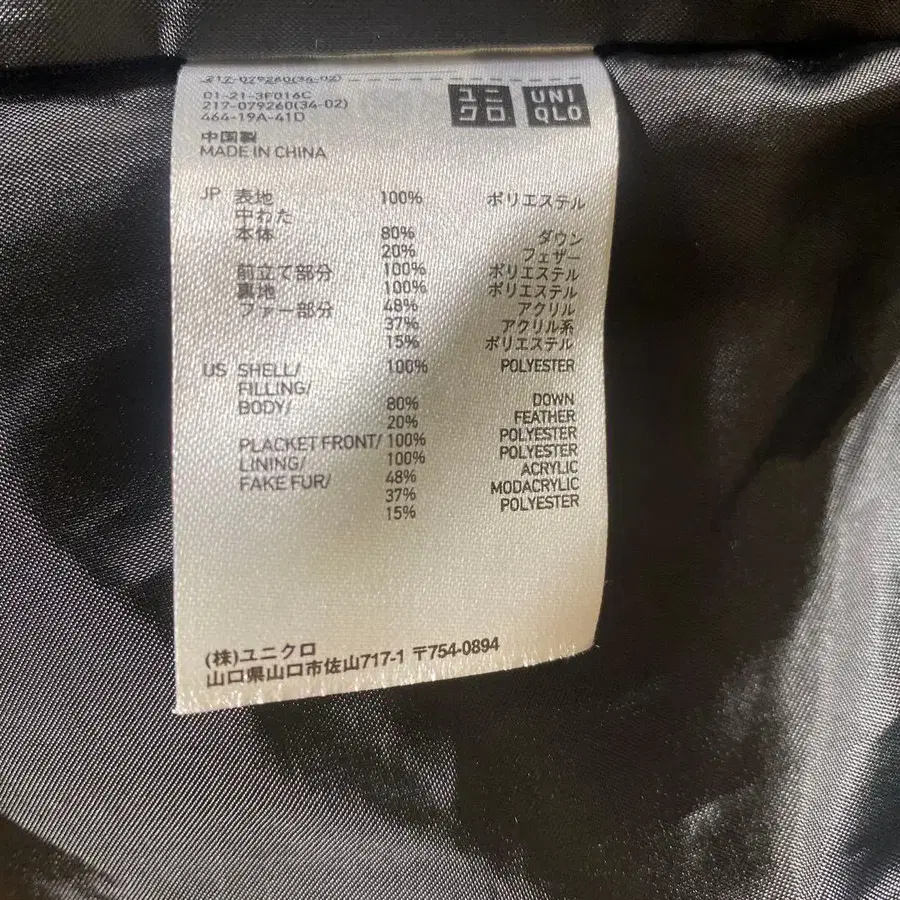 217-079260(34-02)
01-21-3F016C
217-079260(34-02)
464-19A-41D
ユニクロ
UNIQLO
中国製
MADE IN CHINA
JP 表地 100% ポリエステル
中わた
本体 80% ダウン
20% フェザー
前立て部分 100% ポリエステル
裏地 100% ポリエステル
ファー部分 48% アクリル
37% アクリル系
15% ポリエステル
US SHELL/ 100% POLYESTER
FILLING/
BODY/ 80% DOWN
20% FEATHER
PLACKET FRONT/ 100% POLYESTER
LINING/ 100% POLYESTER
FAKE FUR/ 48% ACRYLIC
37% MODACRYLIC
15% POLYESTER
(株)ユニクロ
山口県山口市佐山717-1 〒754-0894